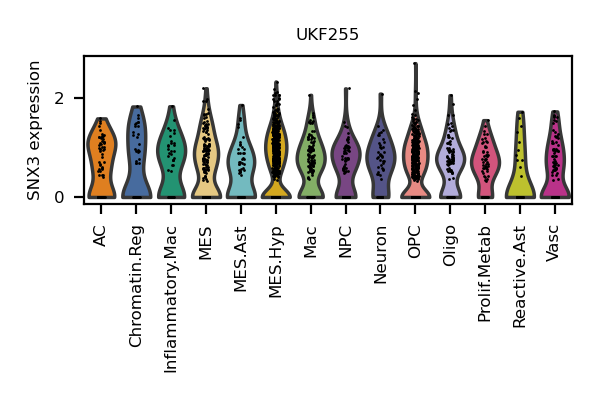 UKF255
SNX3 expression
2
0
AC
Chromatin.Reg
Inflammatory.Mac
MES
MES.Ast
MES.Hyp
Mac
NPC
Neuron
OPC
Oligo
Prolif.Metab
Reactive.Ast
Vasc